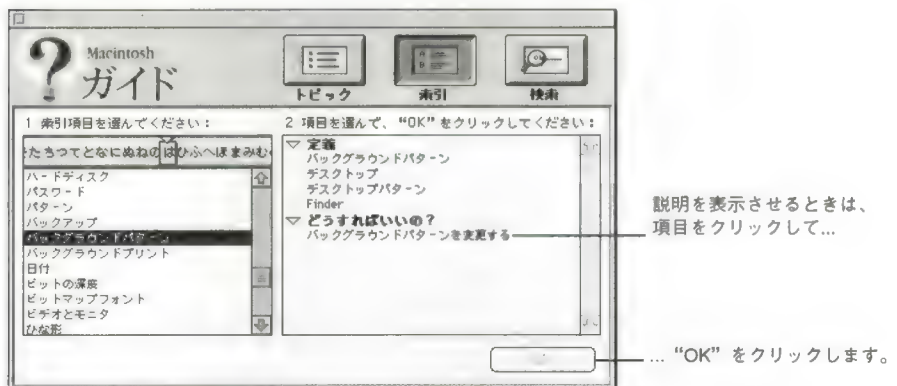 Macintosh
ガイド
トピック
索引
検索
1 索引項目を選んでください：
たちつてとなにぬねのはひふへほまみむ
ハードディスク
パスワード
パターン
バックアップ
バックグラウンドパターン
バックグラウンドプリント
日付
ビットの深度
ビットマップフォント
ビデオとモニタ
ひな形
2 項目を選んで、“OK”をクリックしてください：
▽ 定義
バックグラウンドパターン
デスクトップ
デスクトップパターン
Finder
▽ どうすればいいの？
バックグラウンドパターンを変更する
説明を表示させるときは、
項目をクリックして...
... “OK” をクリックします。